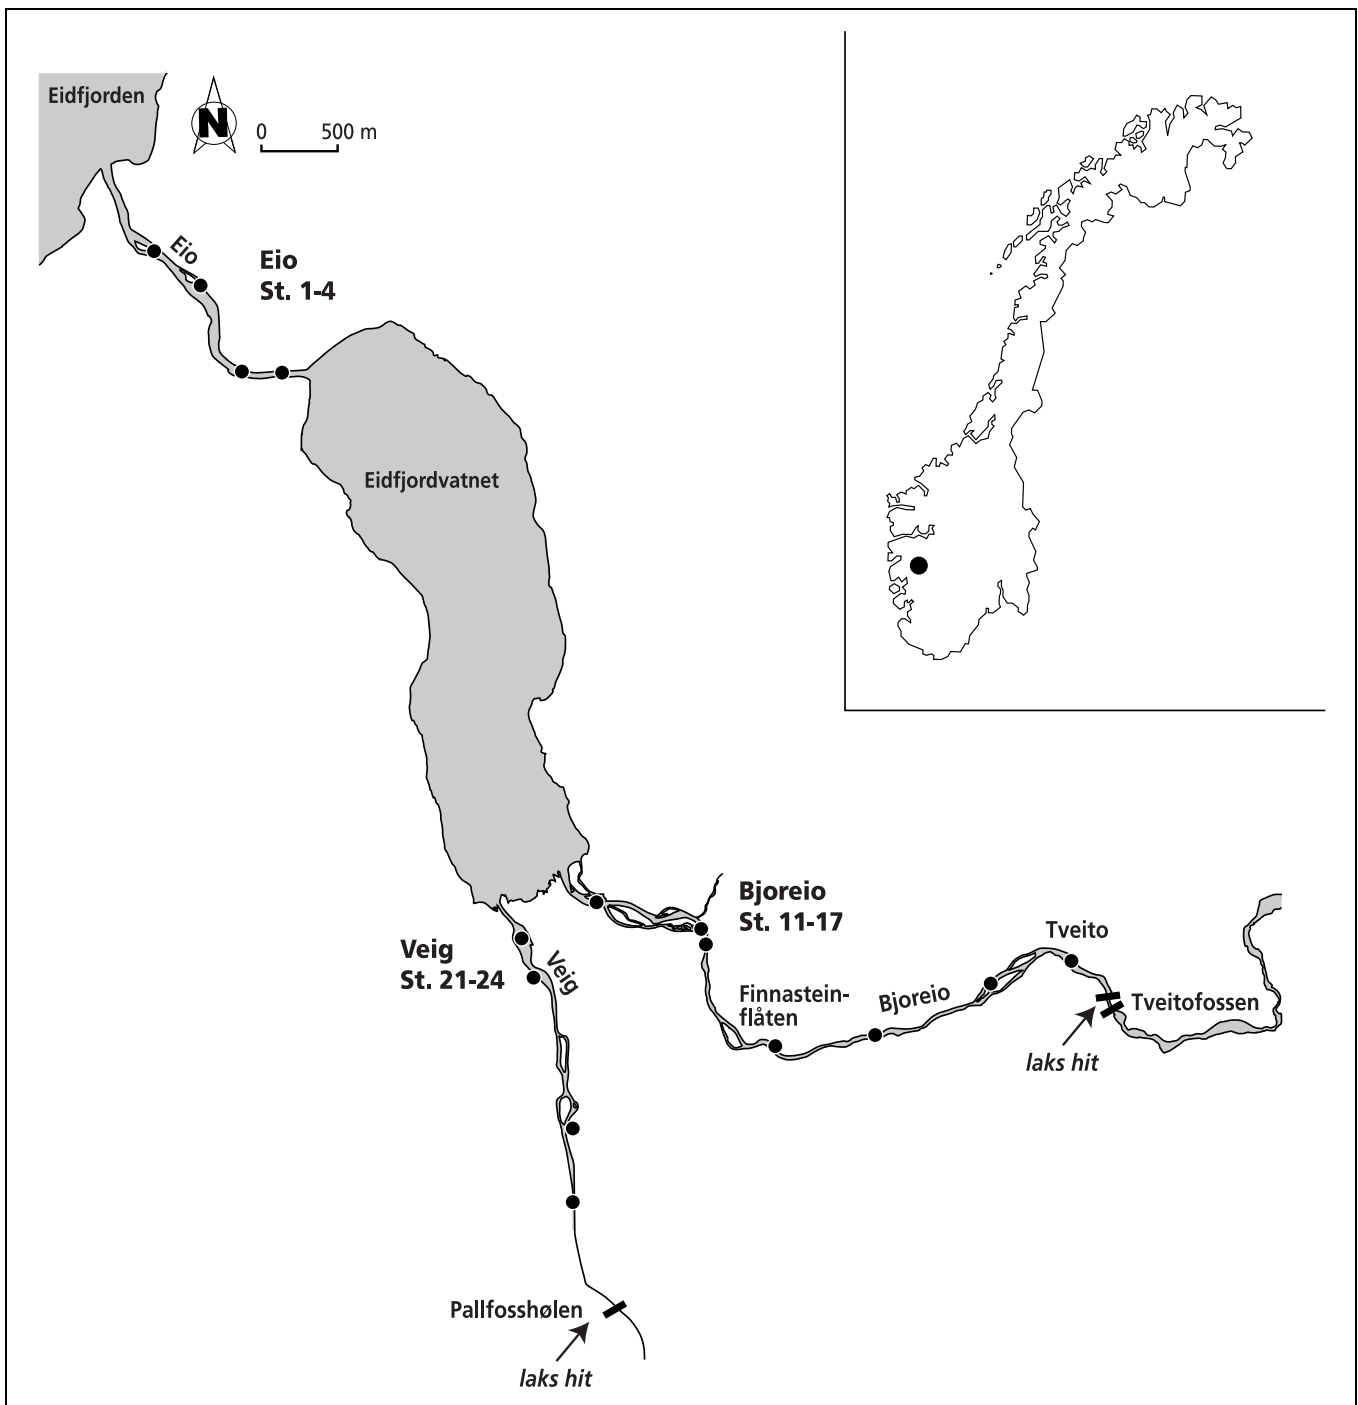 Eidfjorden
N
0 500 m
Eio
Eio
St. 1-4
Eidfjordvatnet
Bjoreio
St. 11-17
Veig
St. 21-24
Veig
Tveito
Finnastein-
flåten
Bjoreio
Tveitofossen
laks hit
Pallfosshølen
laks hit